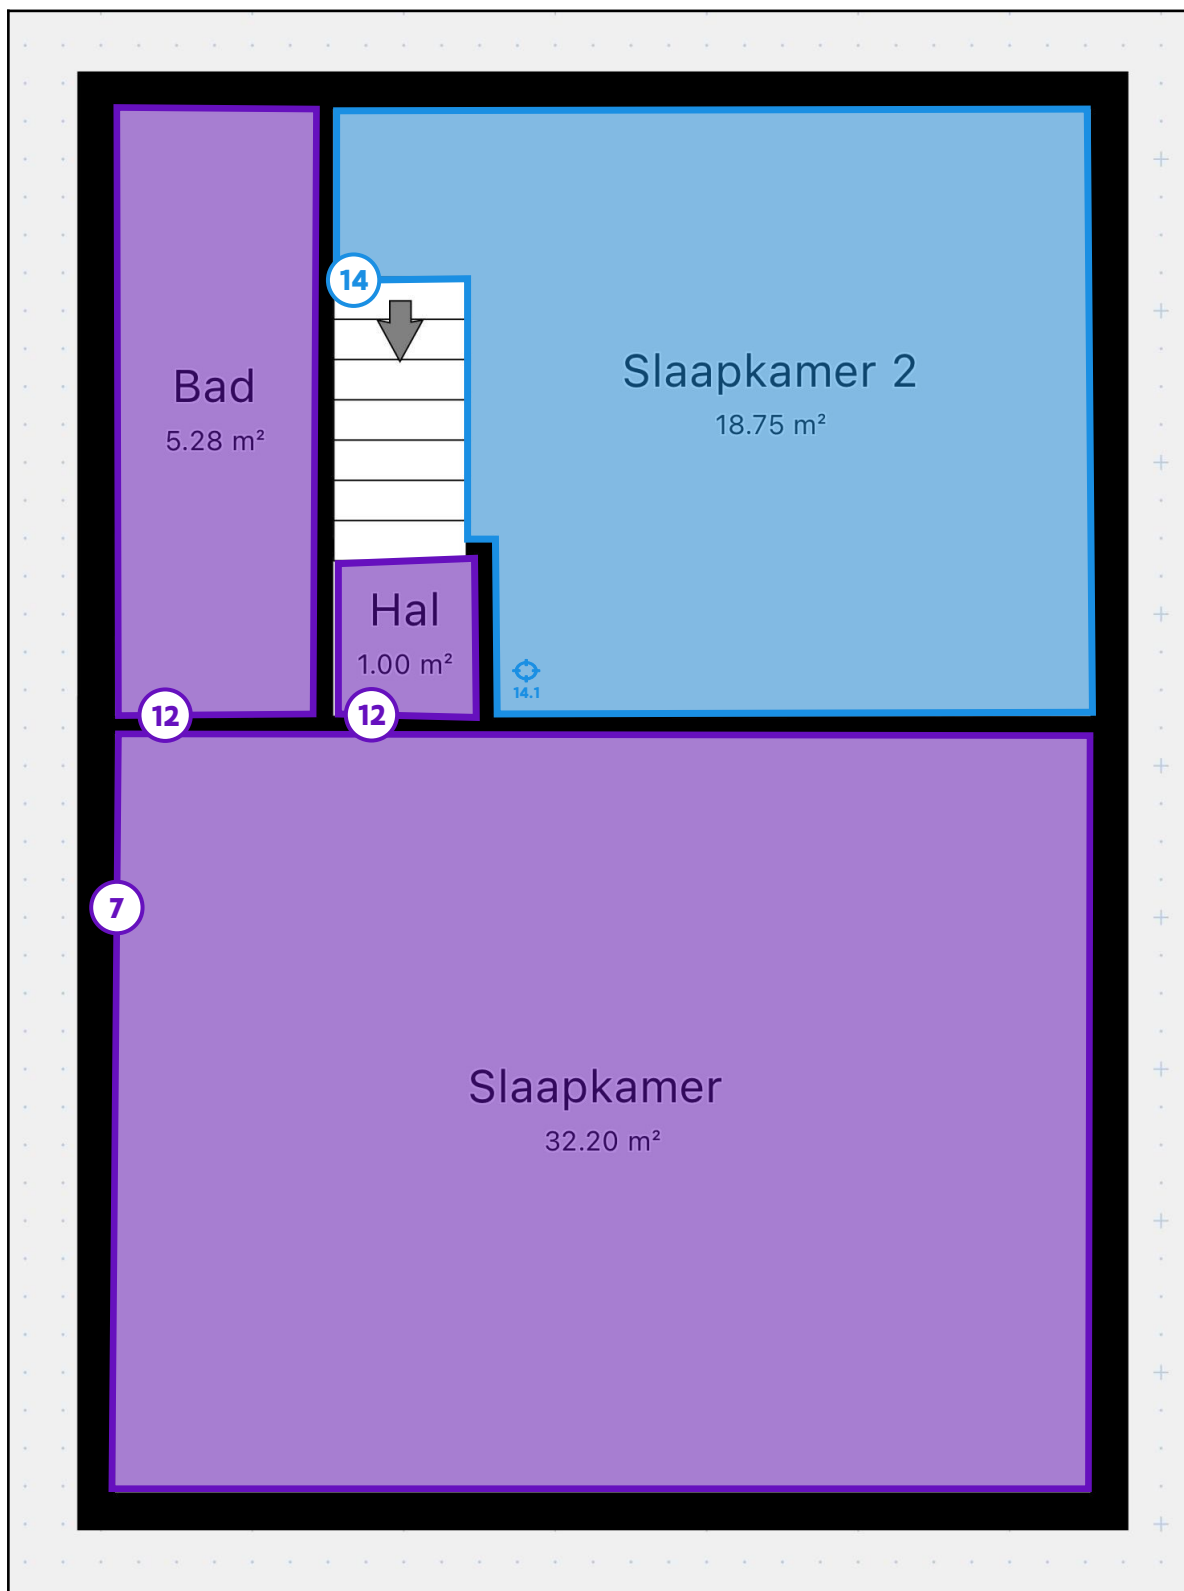 14
Slaapkamer 2
18.75 m²
Bad
5.28 m²
Hal
1.00 m²
14.1
12
12
7
Slaapkamer
32.20 m²